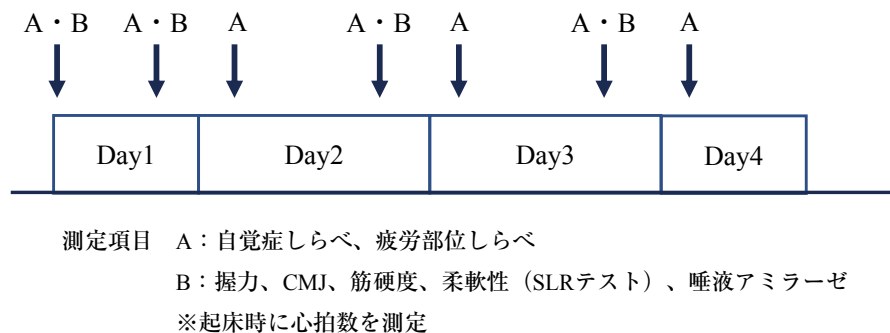 A・B A・B A A・B A A・B A
Day1 Day2 Day3 Day4
測定項目 A：自覚症しらべ、疲労部位しらべ
B：握力、CMJ、筋硬度、柔軟性（SLRテスト）、唾液アミラーゼ
※起床時に心拍数を測定